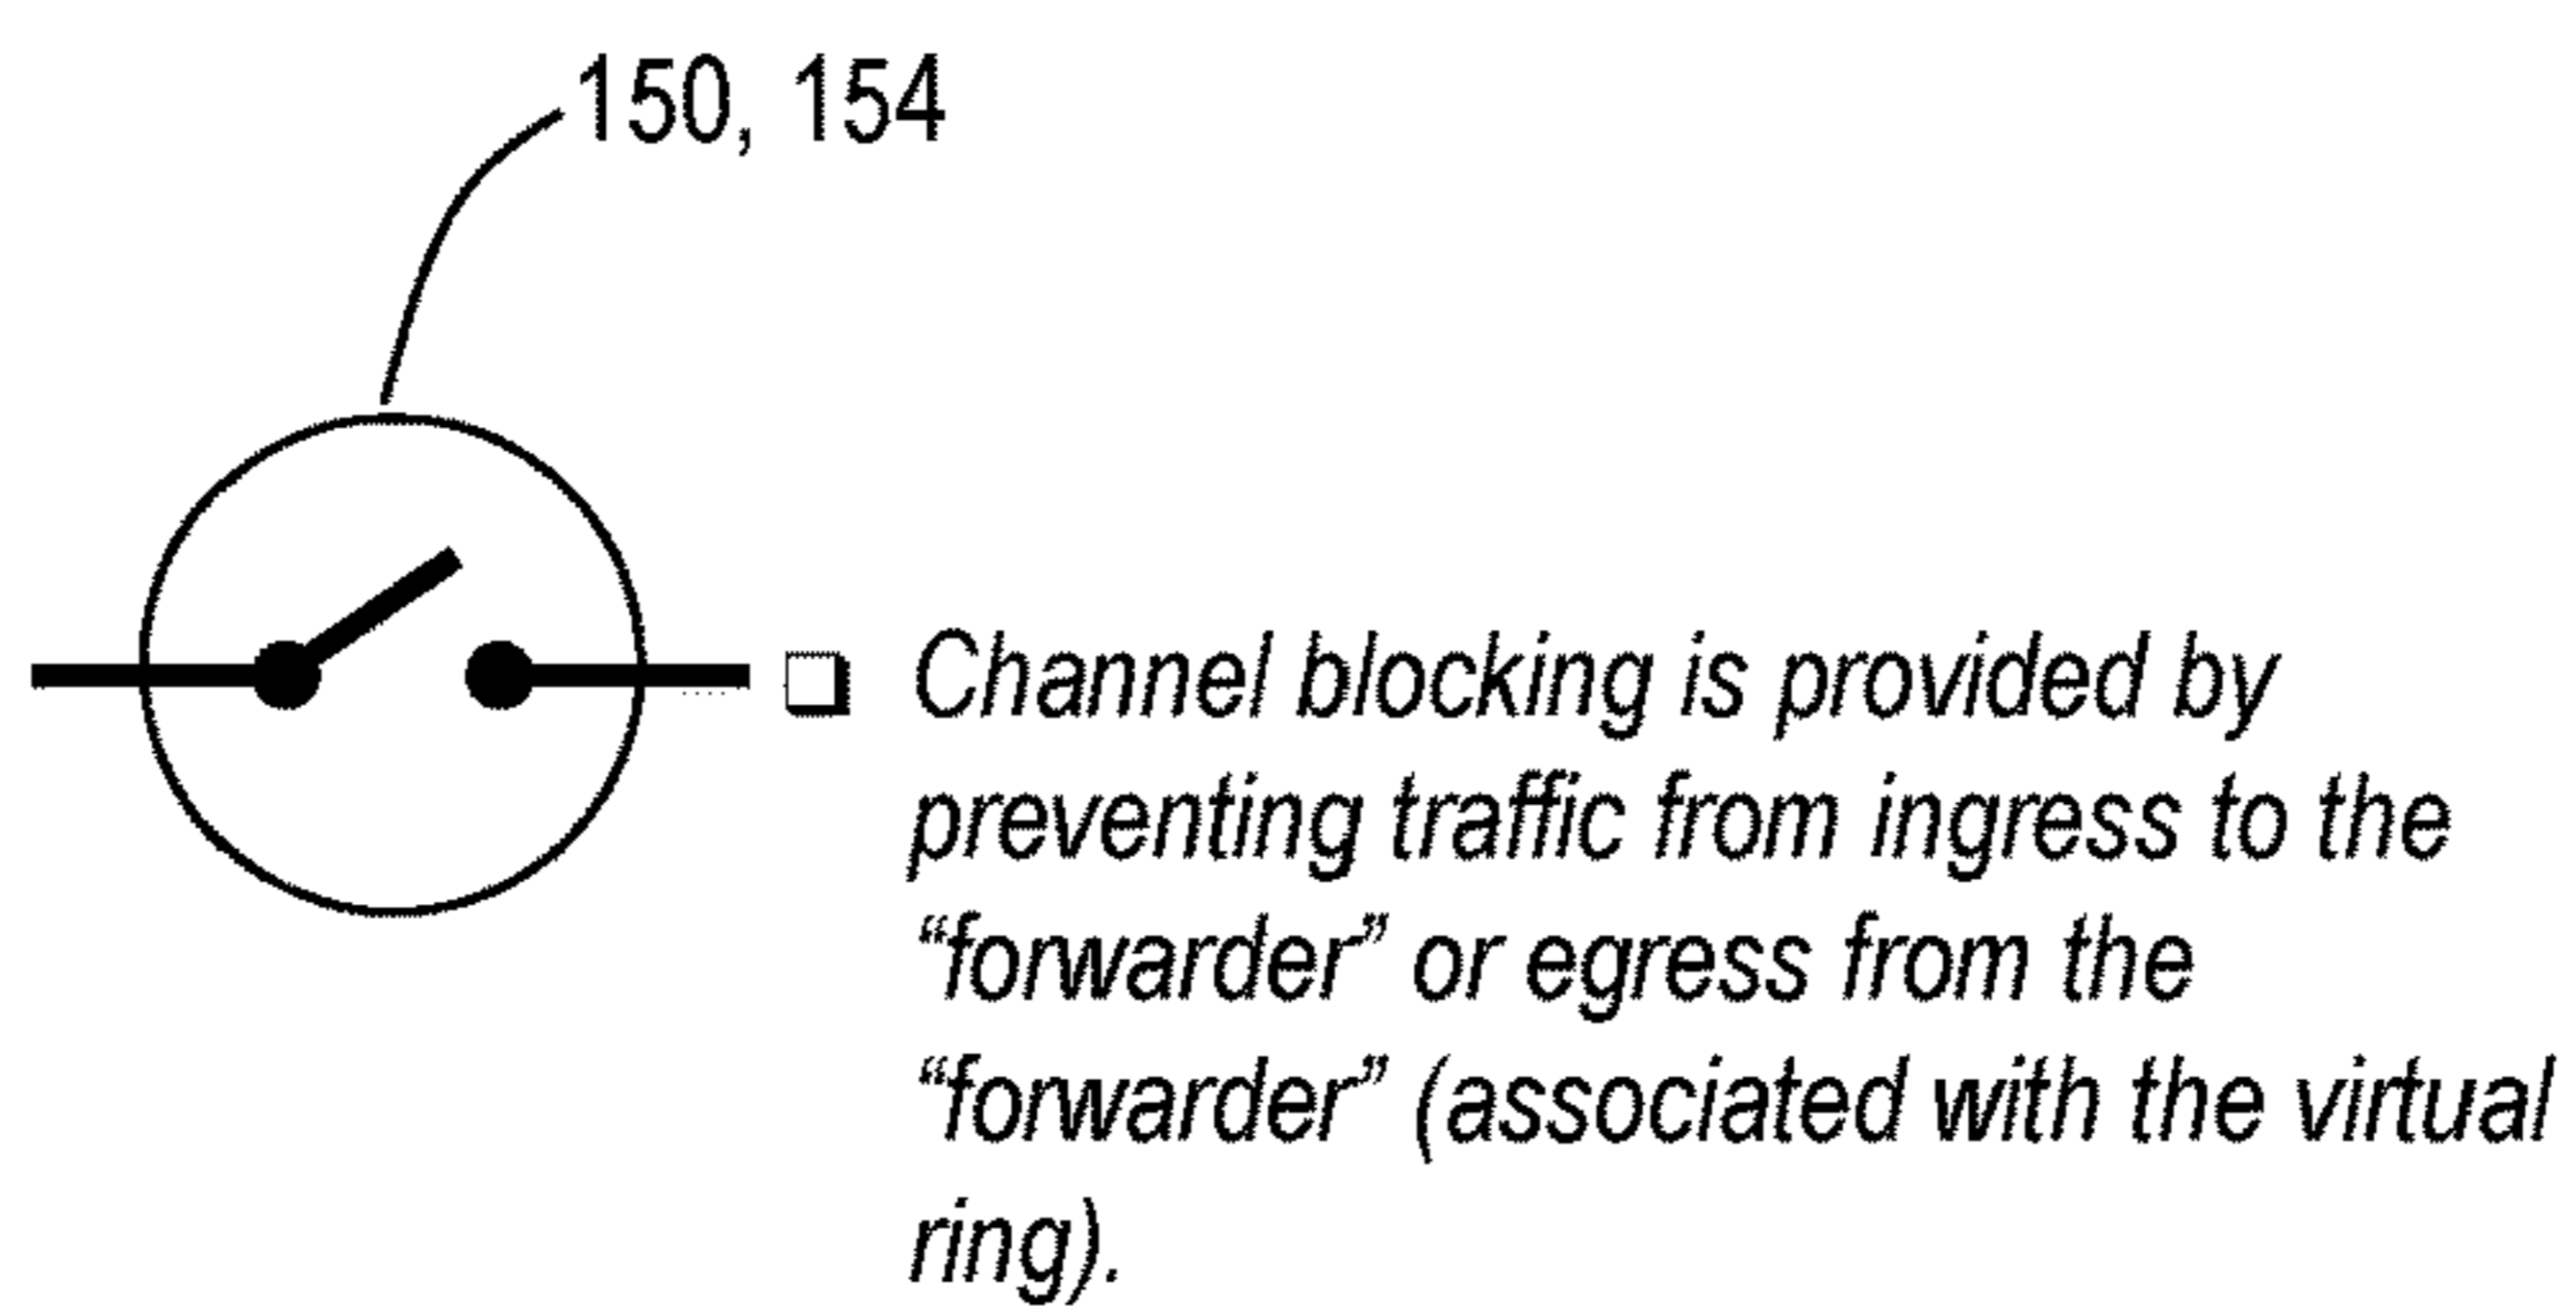 150, 154
❑ Channel blocking is provided by
preventing traffic from ingress to the
“forwarder” or egress from the
“forwarder” (associated with the virtual
ring).